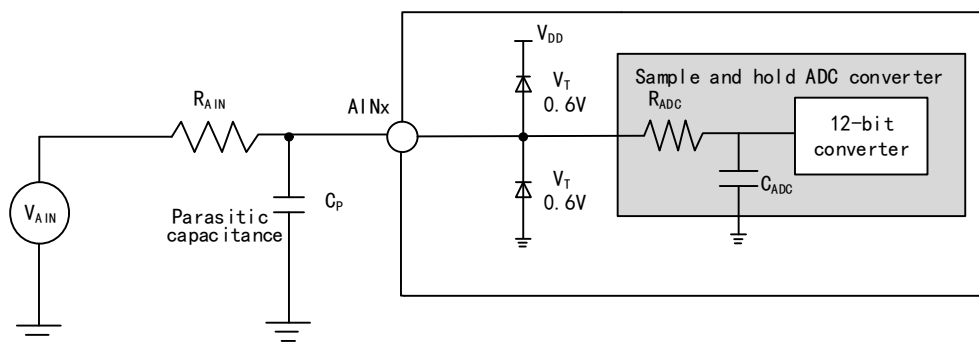 V_DD
Sample and hold ADC converter
V_T
0.6V
R_AIN
AINx
R_ADC
12-bit
converter
V_AIN
C_P
Parasitic
capacitance
V_T
0.6V
C_ADC